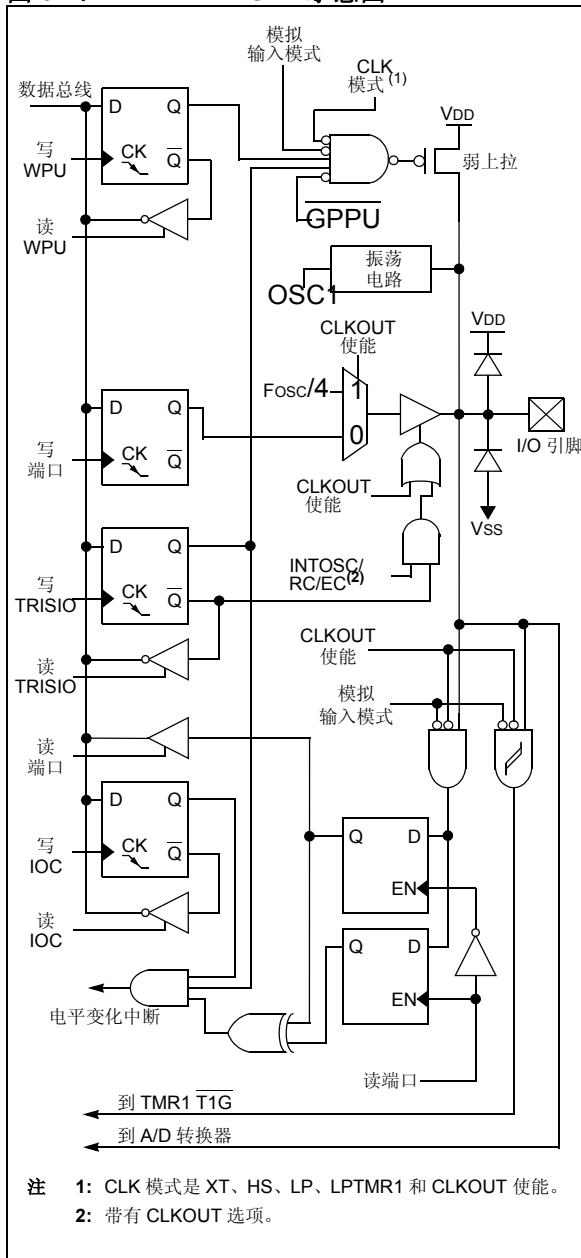 模拟
输入模式
CLK
模式(1)
数据总线
D Q
VDD
写
WPU
CK Q
弱上拉
GPPU
读
WPU
振荡
电路
OSC1
CLKOUT
使能
VDD
FOSC/4
1
D Q
0
I/O 引脚
写
端口
CK Q
CLKOUT
使能
VSS
D Q
写
TRISIO
CK Q
INTOSC/
RC/EC(2)
CLKOUT
使能
读
TRISIO
模拟
输入模式
读
端口
D Q
Q D
写
IOC
CK Q
EN
读
IOC
Q D
EN
电平变化中断
读端口
到 TMR1 T1G
到 A/D 转换器
注 1: CLK 模式是 XT、HS、LP、LPTMR1 和 CLKOUT 使能。
2: 带有 CLKOUT 选项。